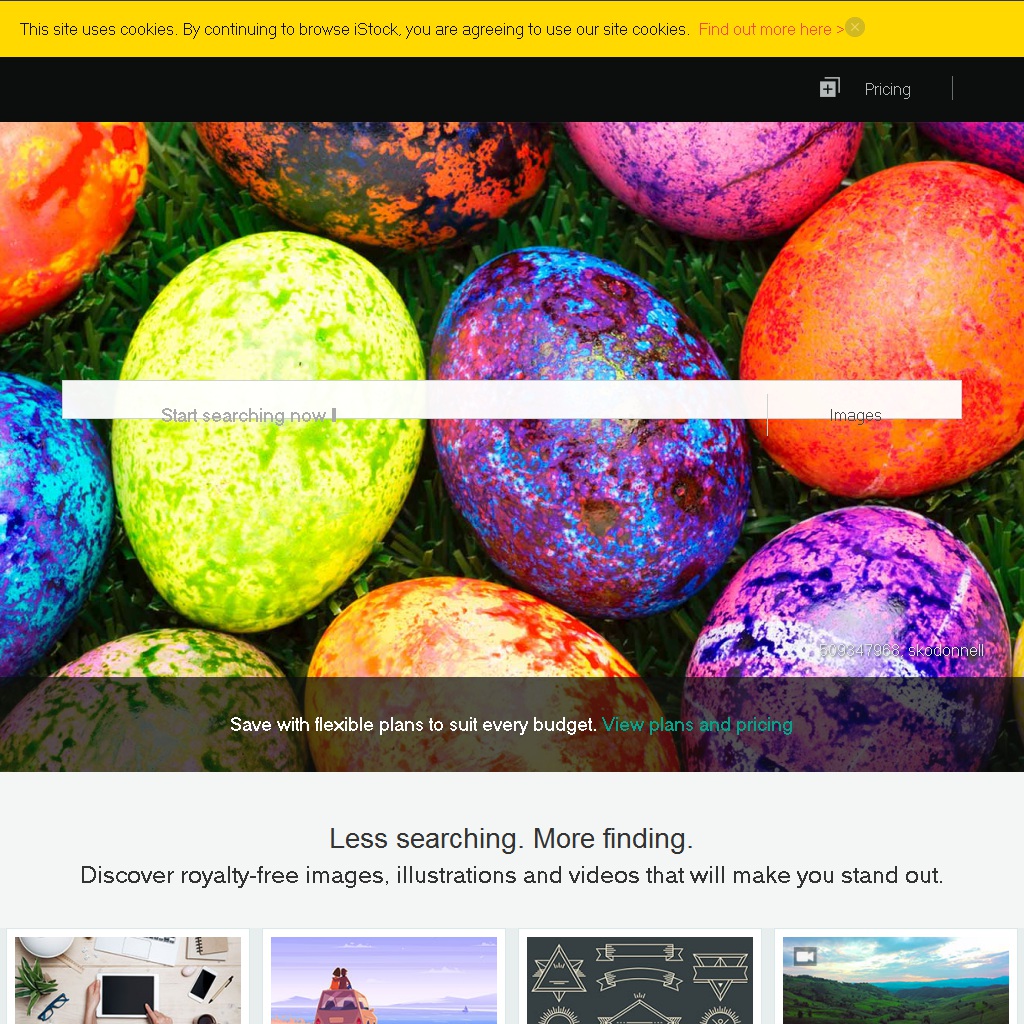 This site uses cookies. By continuing to browse iStock, you are agreeing to use our site cookies. Find out more here >
Pricing
Start searching now
Images
509347968, skodonnell
Save with flexible plans to suit every budget. View plans and pricing
Less searching. More finding.
Discover royalty-free images, illustrations and videos that will make you stand out.